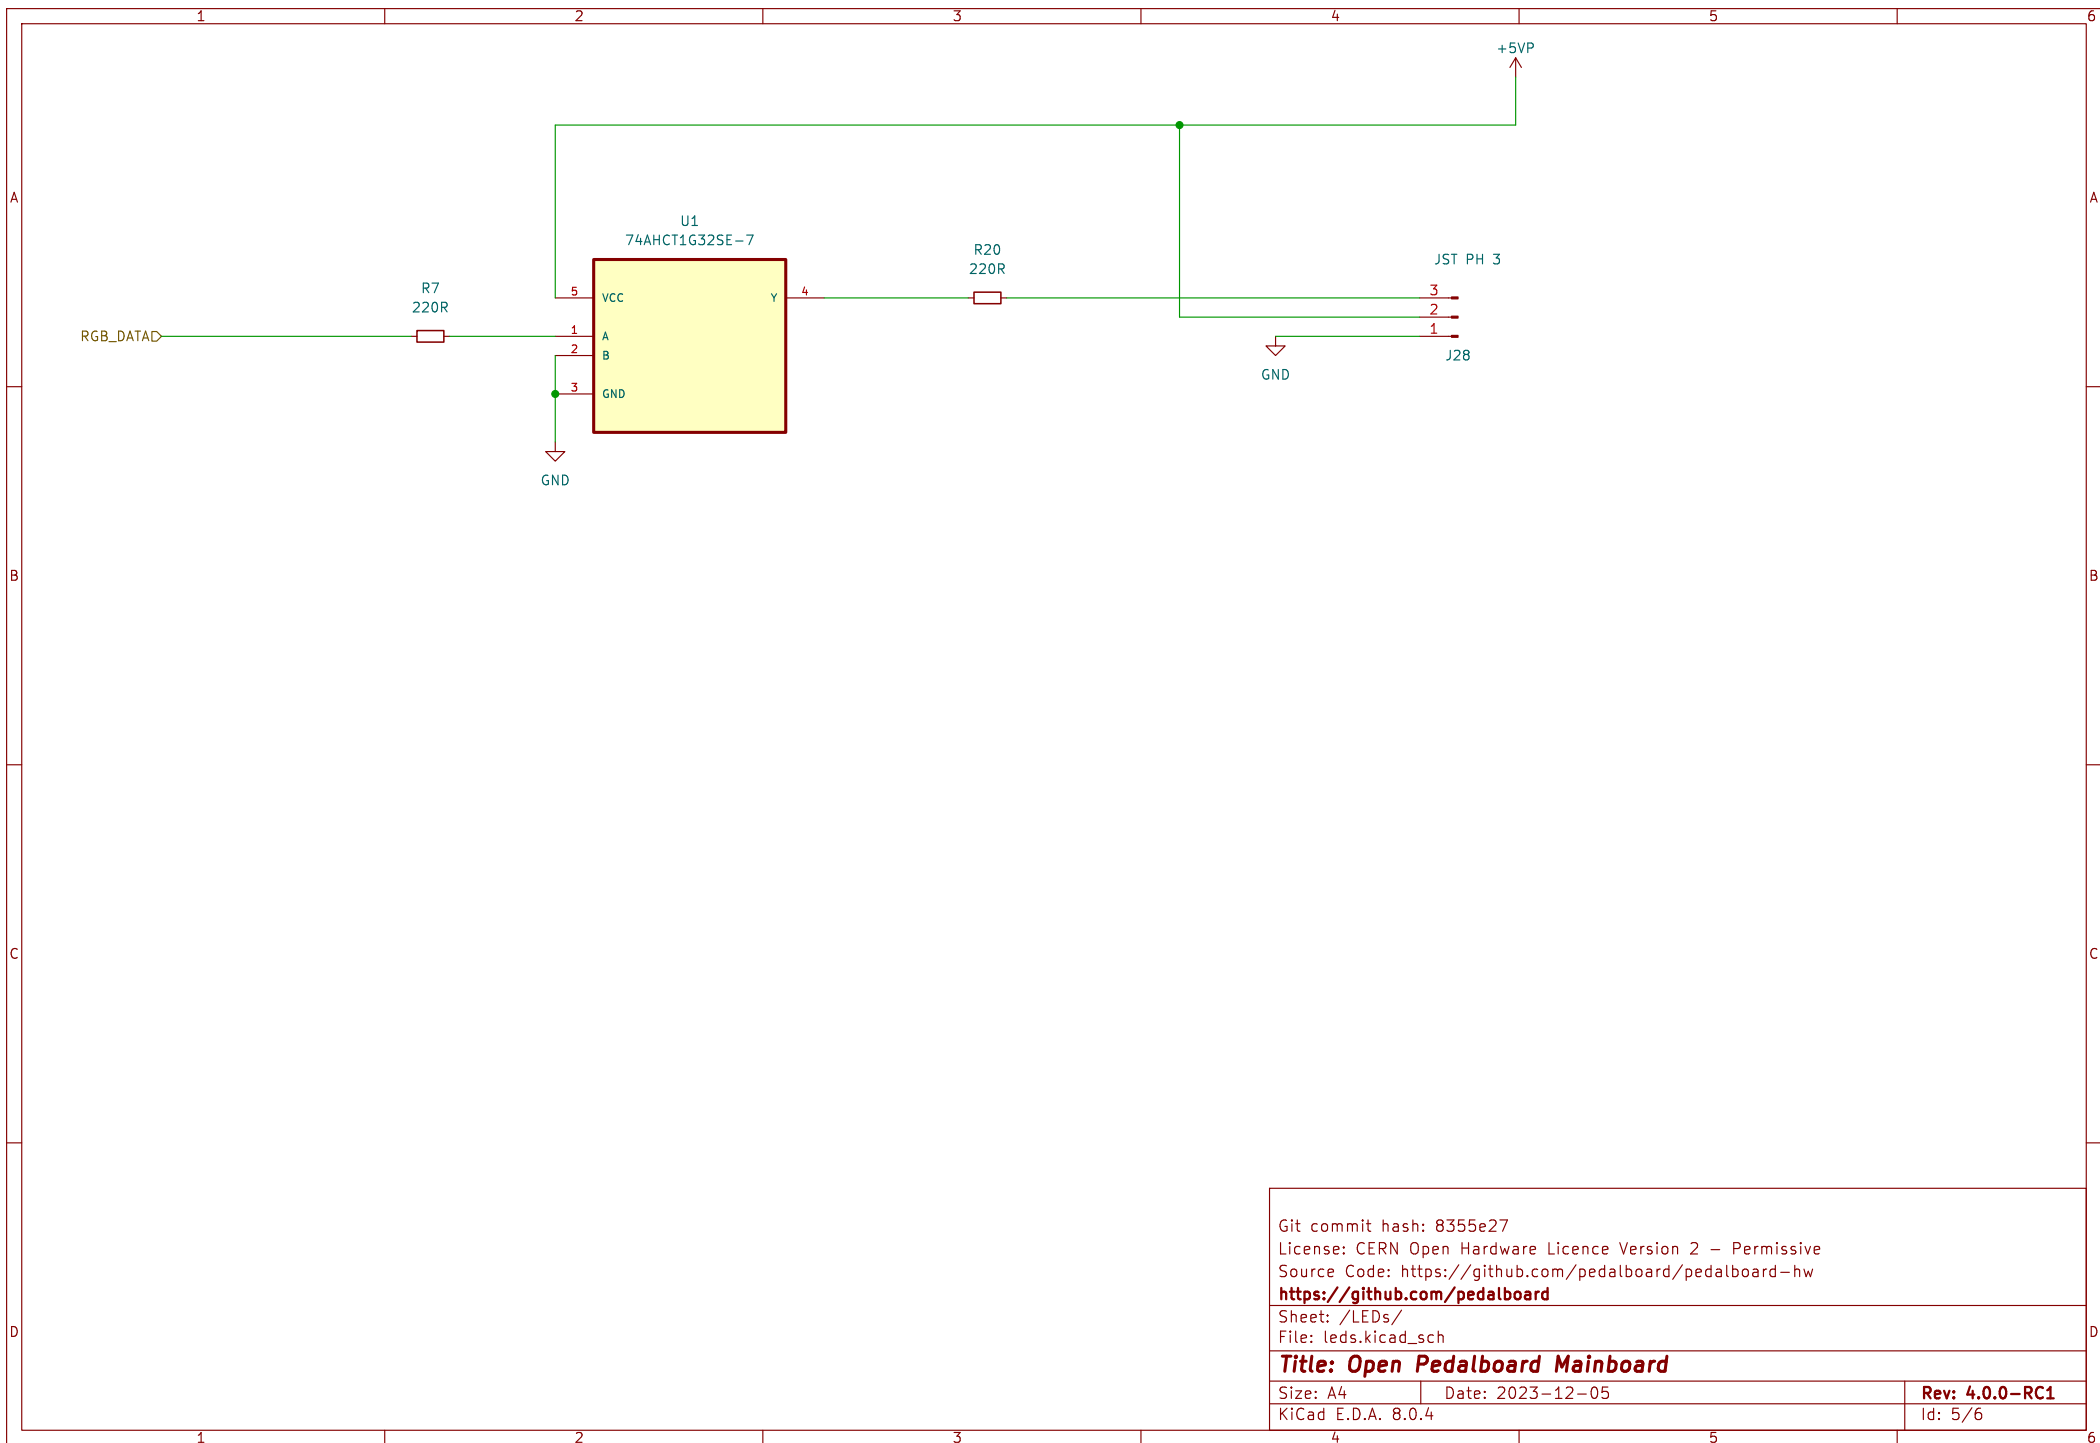 1 2 3 4 5 6
+5VP
A A
U1
74AHCT1G32SE-7
R20
220R
JST PH 3
R7
220R
5 VCC Y 4
3
2
RGB_DATA
1 A
1
2 B
J28
GND
3 GND
GND
B B
C C
Git commit hash: 8355e27
License: CERN Open Hardware Licence Version 2 - Permissive
Source Code: https://github.com/pedalboard/pedalboard-hw
https://github.com/pedalboard
Sheet: /LEDs/
D D
File: leds.kicad_sch
Title: Open Pedalboard Mainboard
Size: A4 Date: 2023-12-05 Rev: 4.0.0-RC1
KiCad E.D.A. 8.0.4 Id: 5/6
1 2 3 4 5 6